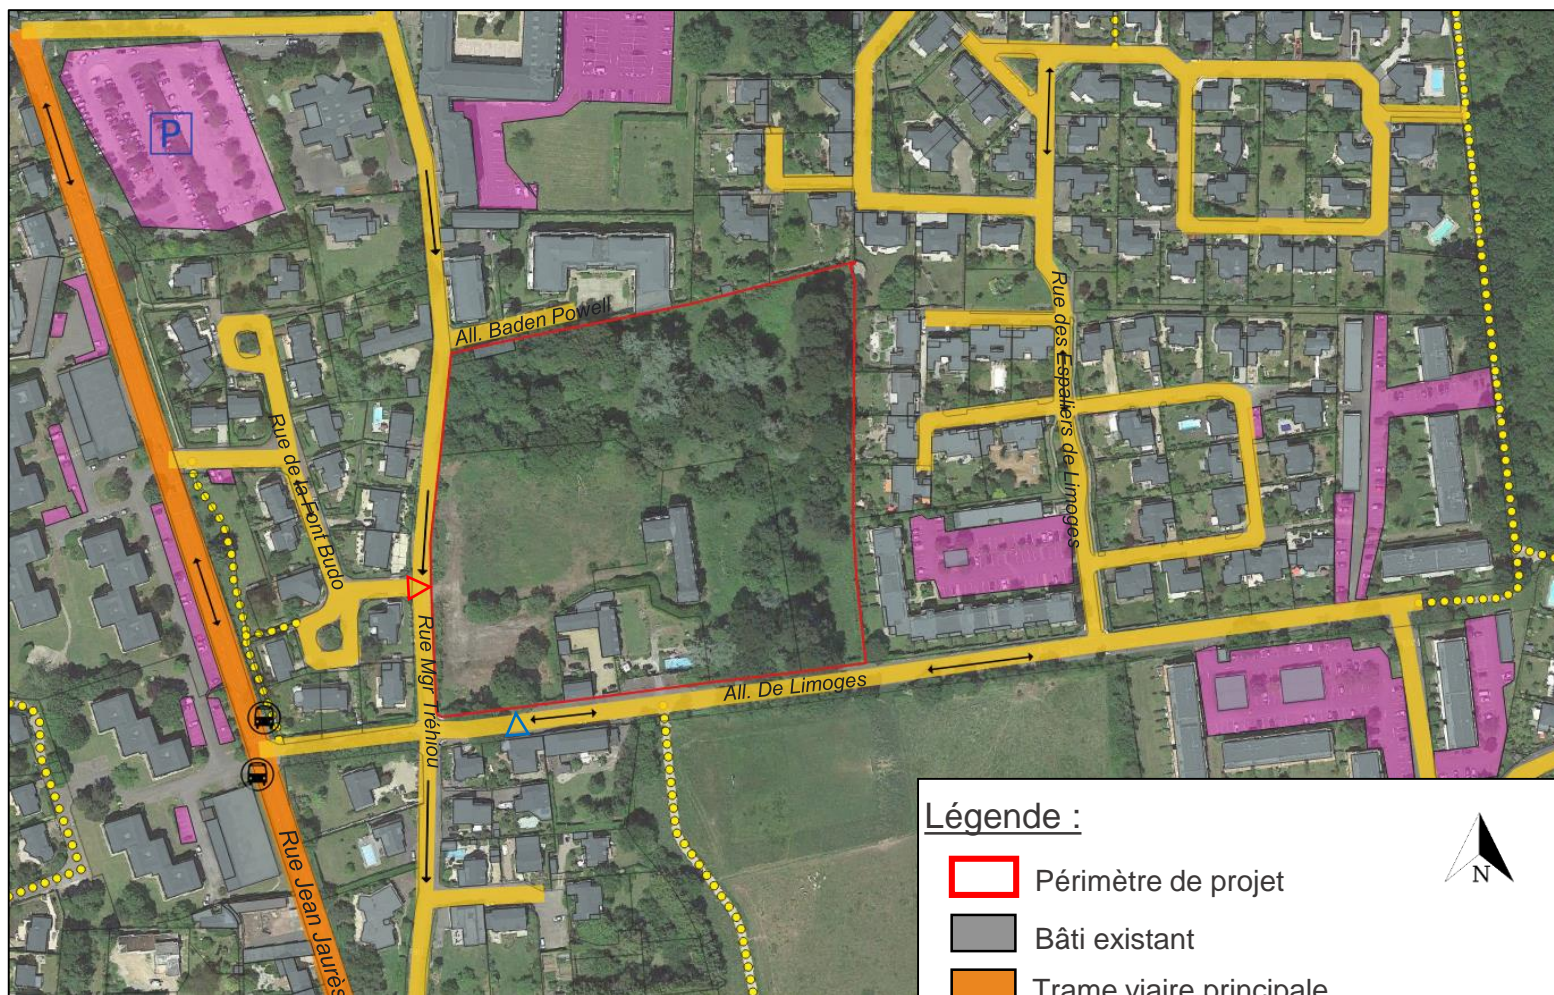 P
All. Baden Powell
Rue des Espaliers de Limoges
Rue de la Font Budo
Rue Mgr Tréhiou
All. De Limoges
Rue Jean Jaurès
Légende :
N
Périmètre de projet
Bâti existant
Trame viaire principale